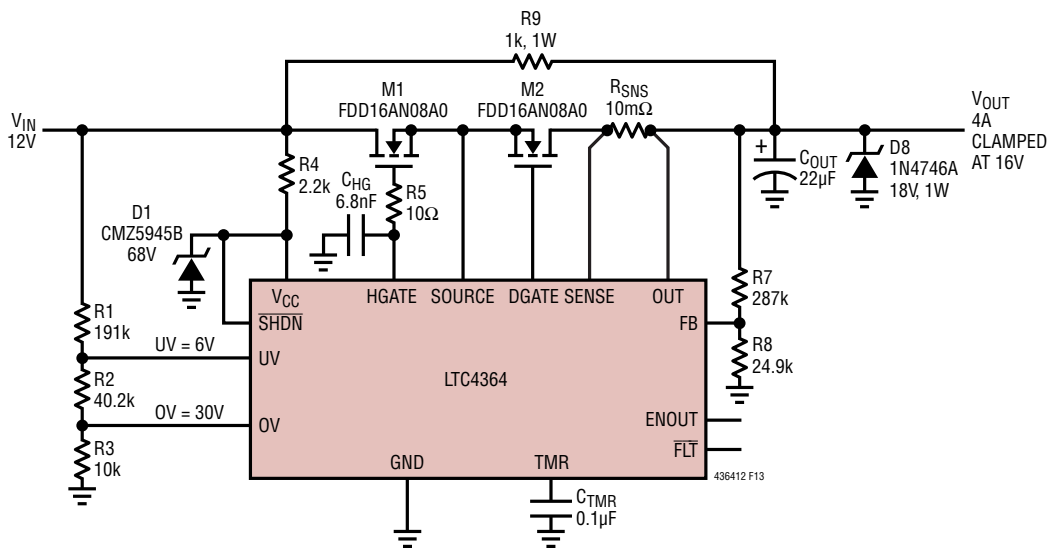 R9
1k, 1W
M1
FDD16AN08A0
M2
FDD16AN08A0
RSNS
10mΩ
VIN
12V
VOUT
4A
CLAMPED
AT 16V
R4
2.2k
CHG
6.8nF
R5
10Ω
+
COUT
22µF
D8
1N4746A
18V, 1W
D1
CMZ5945B
68V
R1
191k
R2
40.2k
R3
10k
UV = 6V
OV = 30V
VCC
HGATE
SOURCE
DGATE
SENSE
OUT
SHDN
UV
OV
LTC4364
FB
ENOUT
FLT
GND
TMR
R7
287k
R8
24.9k
CTMR
0.1µF
436412 F13